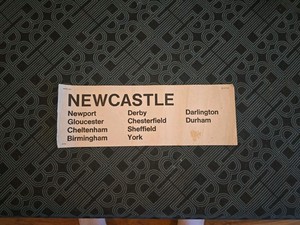 NEWCASTLE
Newport Derby Darlington
Gloucester Chesterfield Durham
Cheltenham Sheffield
Birmingham York